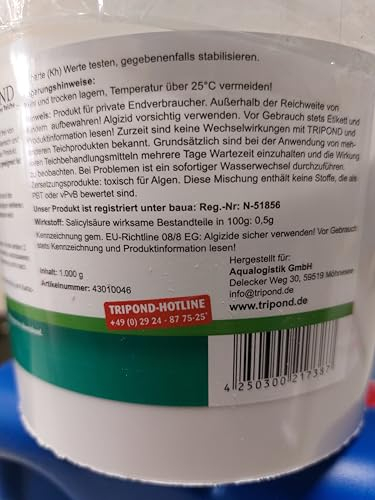 härte (Kh) Werte testen, gegebenenfalls stabilisieren.
und trocken lagern, Temperatur über 25°C vermeiden!
Hinweise: Produkt für private Endverbraucher. Außerhalb der Reichweite von
aufbewahren! Algizid vorsichtig verwenden. Vor Gebrauch stets Etikett und
Produktinformation lesen! Zurzeit sind keine Wechselwirkungen mit TRIPOND und
Teichprodukten bekannt. Grundsätzlich sind bei der Anwendung von meh-
Teichbehandlungsmitteln mehrere Tage Wartezeit einzuhalten und die Wirkung
zu beobachten. Bei Problemen ist ein sofortiger Wasserwechsel durchzuführen.
Zersetzungsprodukte: toxisch für Algen. Diese Mischung enthält keine Stoffe, die als
PBT oder vPvB bewertet sind.
Unser Produkt ist registriert unter baua: Reg.-Nr: N-51856
Wirkstoff: Salicylsäure wirksame Bestandteile in 100g: 0,5g
Kennzeichnung gem. EU-Richtlinie 08/8 EG: Algizide sicher verwenden! Vor Gebrauch
stets Kennzeichnung und Produktinformation lesen!
Inhalt: 1.000 g
Artikelnummer: 43010046
Hergestellt für:
Aqualogistik GmbH
Delecker Weg 30, 59519 Möhnesee
info@tripond.de
www.tripond.de
TRIPOND-HOTLINE
+49 (0) 29 24 - 87 75-25*
4 250300 217387